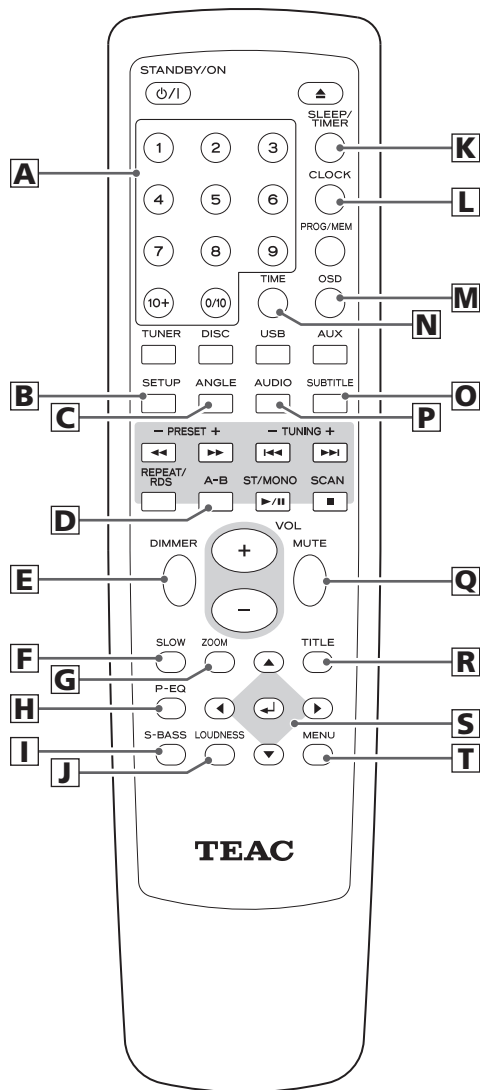 STANDBY/ON
⏻/I ▲
SLEEP/
TIMER
A 1 2 3 K
CLOCK
4 5 6 L
PROG/MEM
7 8 9
TIME OSD
10+ 0/10 N M
TUNER DISC USB AUX
SETUP ANGLE AUDIO SUBTITLE
B C P O
− PRESET + − TUNING +
◀◀ ▶▶ |◀◀ ▶▶|
REPEAT/
RDS A-B ST/MONO SCAN
▶/II ■
D
VOL
DIMMER + MUTE
E − Q
SLOW ZOOM ▲ TITLE
F G R
P-EQ
H ◀ ↵ ▶ S
S-BASS LOUDNESS ▼ MENU
I J T
TEAC